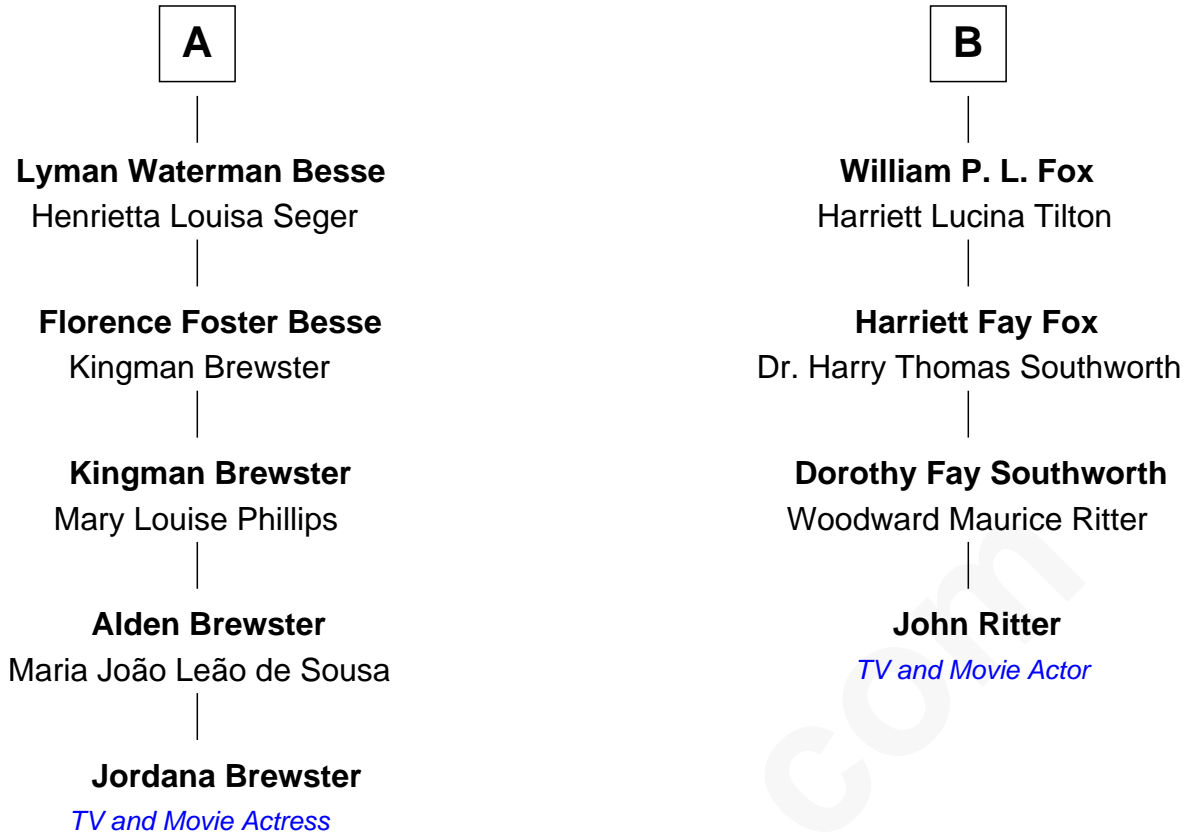 A
Lyman Waterman Besse
Henrietta Louisa Seger
Florence Foster Besse
Kingman Brewster
Kingman Brewster
Mary Louise Phillips
Alden Brewster
Maria João Leão de Sousa
Jordana Brewster
TV and Movie Actress
B
William P. L. Fox
Harriett Lucina Tilton
Harriett Fay Fox
Dr. Harry Thomas Southworth
Dorothy Fay Southworth
Woodward Maurice Ritter
John Ritter
TV and Movie Actor
com